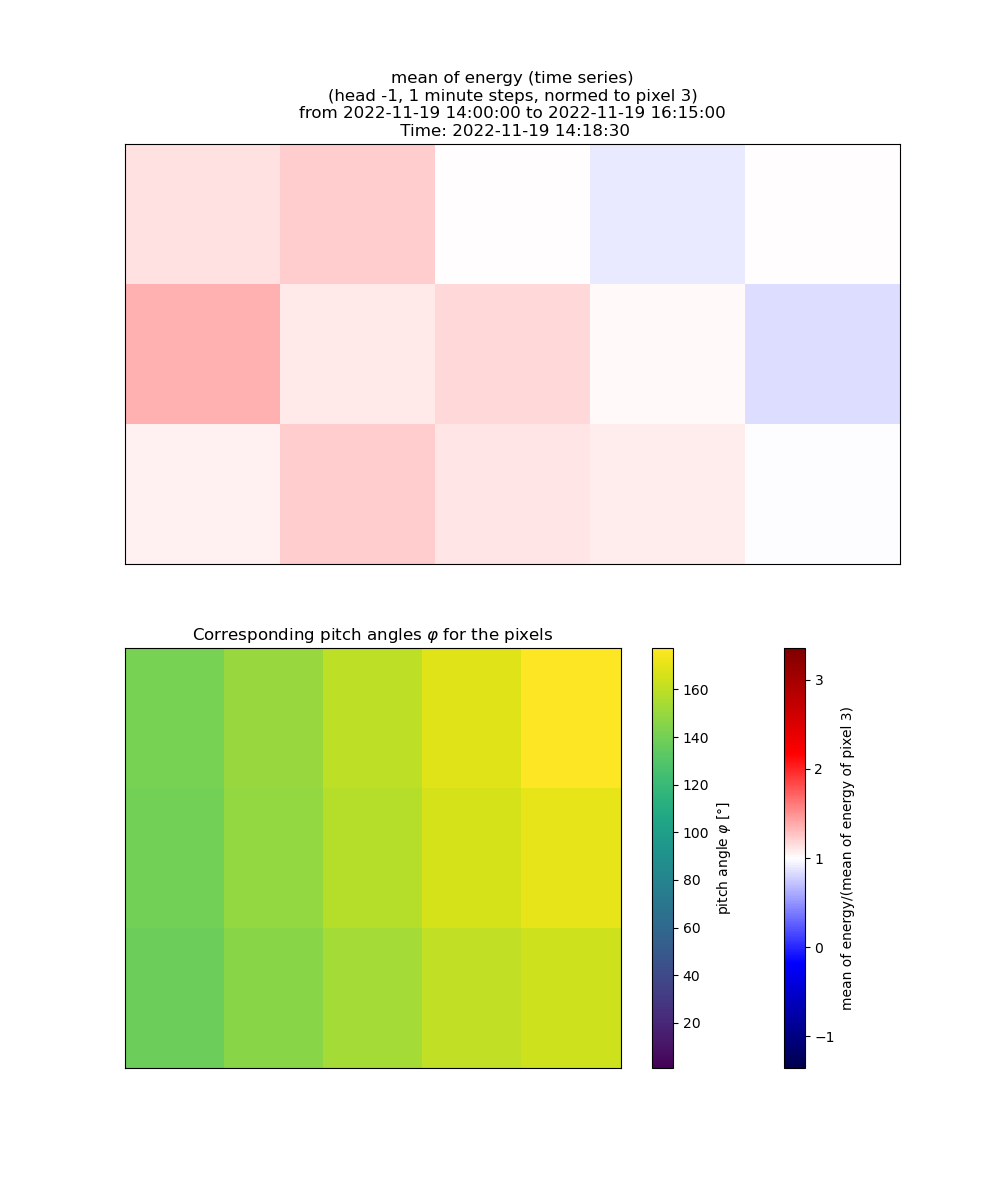 mean of energy (time series)
(head -1, 1 minute steps, normed to pixel 3)
from 2022-11-19 14:00:00 to 2022-11-19 16:15:00
Time: 2022-11-19 14:18:30
Corresponding pitch angles φ for the pixels
160
140
120
100
80
60
40
20
pitch angle φ [°]
3
2
1
0
−1
mean of energy/(mean of energy of pixel 3)